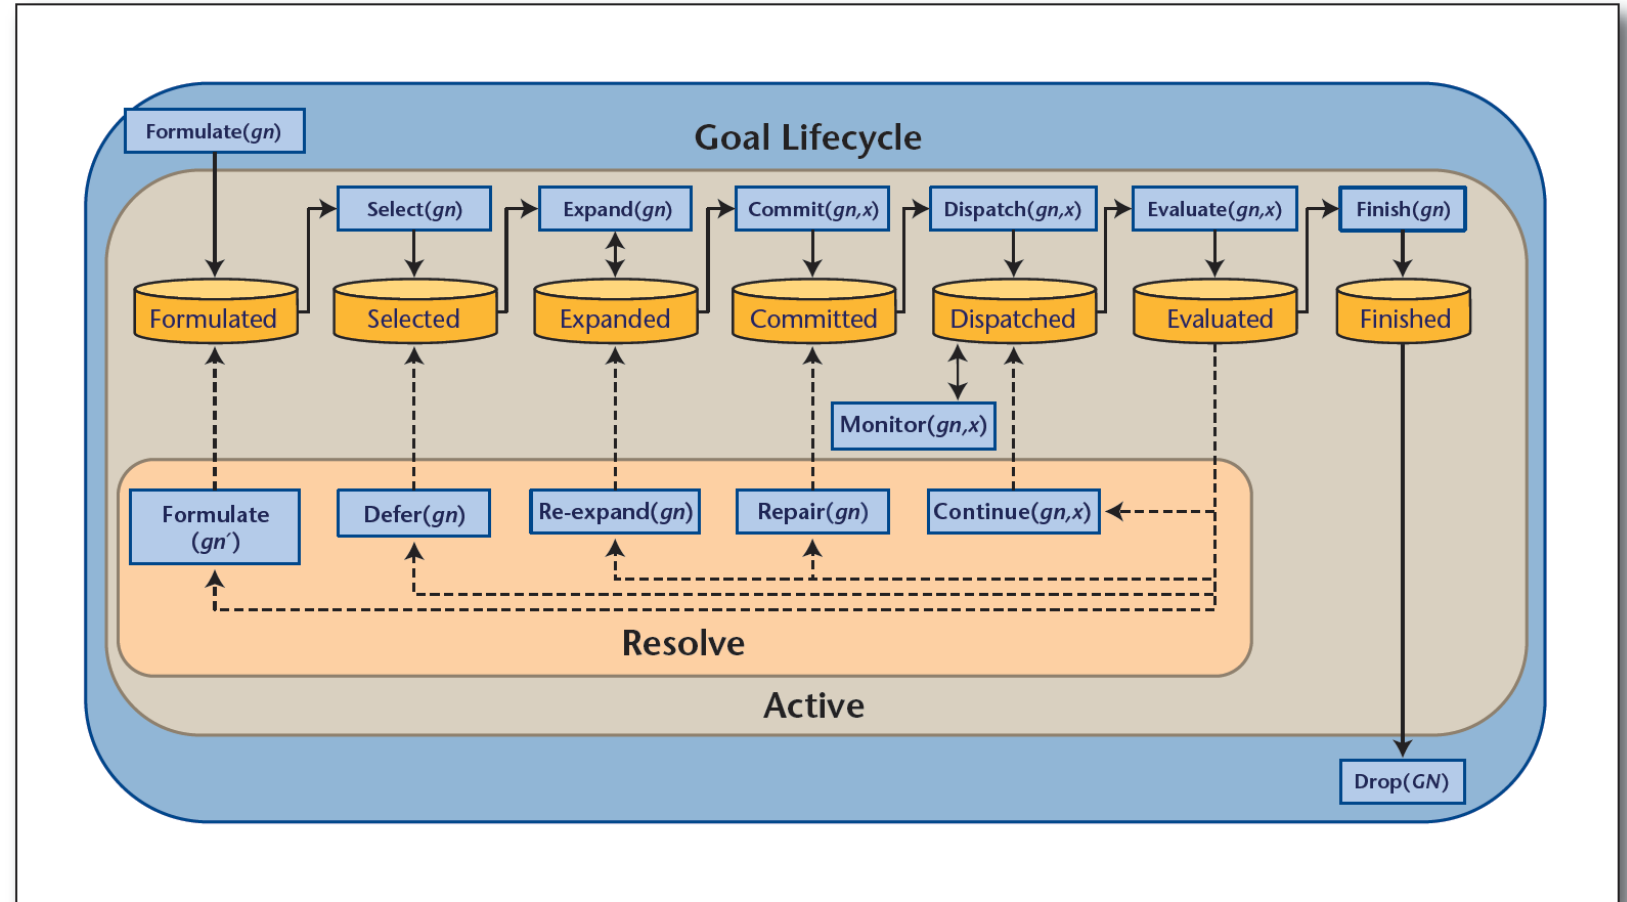 Formulate(gn)
Goal Lifecycle
Select(gn)
Expand(gn)
Commit(gn,x)
Dispatch(gn,x)
Evaluate(gn,x)
Finish(gn)
Formulated
Selected
Expanded
Committed
Dispatched
Evaluated
Finished
Monitor(gn,x)
Formulate
(gn′)
Defer(gn)
Re-expand(gn)
Repair(gn)
Continue(gn,x)
Resolve
Active
Drop(GN)